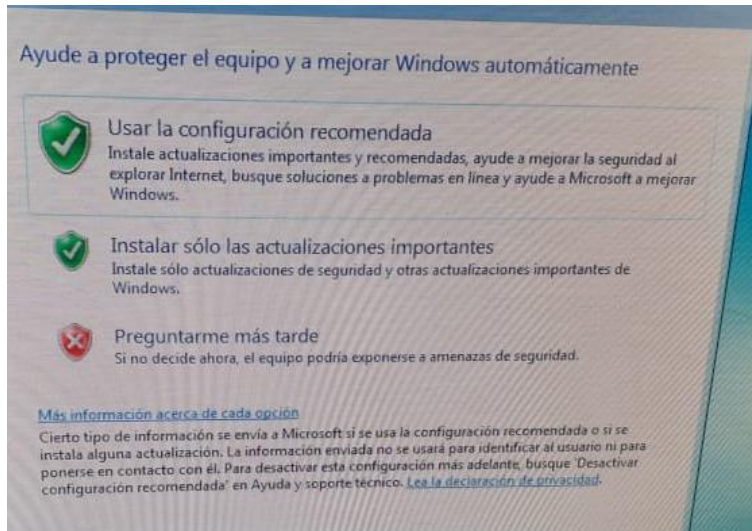 Ayude a proteger el equipo y a mejorar Windows automáticamente
Usar la configuración recomendada
Instale actualizaciones importantes y recomendadas, ayude a mejorar la seguridad al
explorar Internet, busque soluciones a problemas en línea y ayude a Microsoft a mejorar
Windows.
Instalar sólo las actualizaciones importantes
Instale sólo actualizaciones de seguridad y otras actualizaciones importantes de
Windows.
Preguntarme más tarde
Si no decide ahora, el equipo podría exponerse a amenazas de seguridad.
Más información acerca de cada opción
Cierto tipo de información se envía a Microsoft si se usa la configuración recomendada o si se
instala alguna actualización. La información enviada no se usará para identificar al usuario ni para
ponerse en contacto con él. Para desactivar esta configuración más adelante, busque 'Desactivar
configuración recomendada' en Ayuda y soporte técnico. Lea la declaración de privacidad.